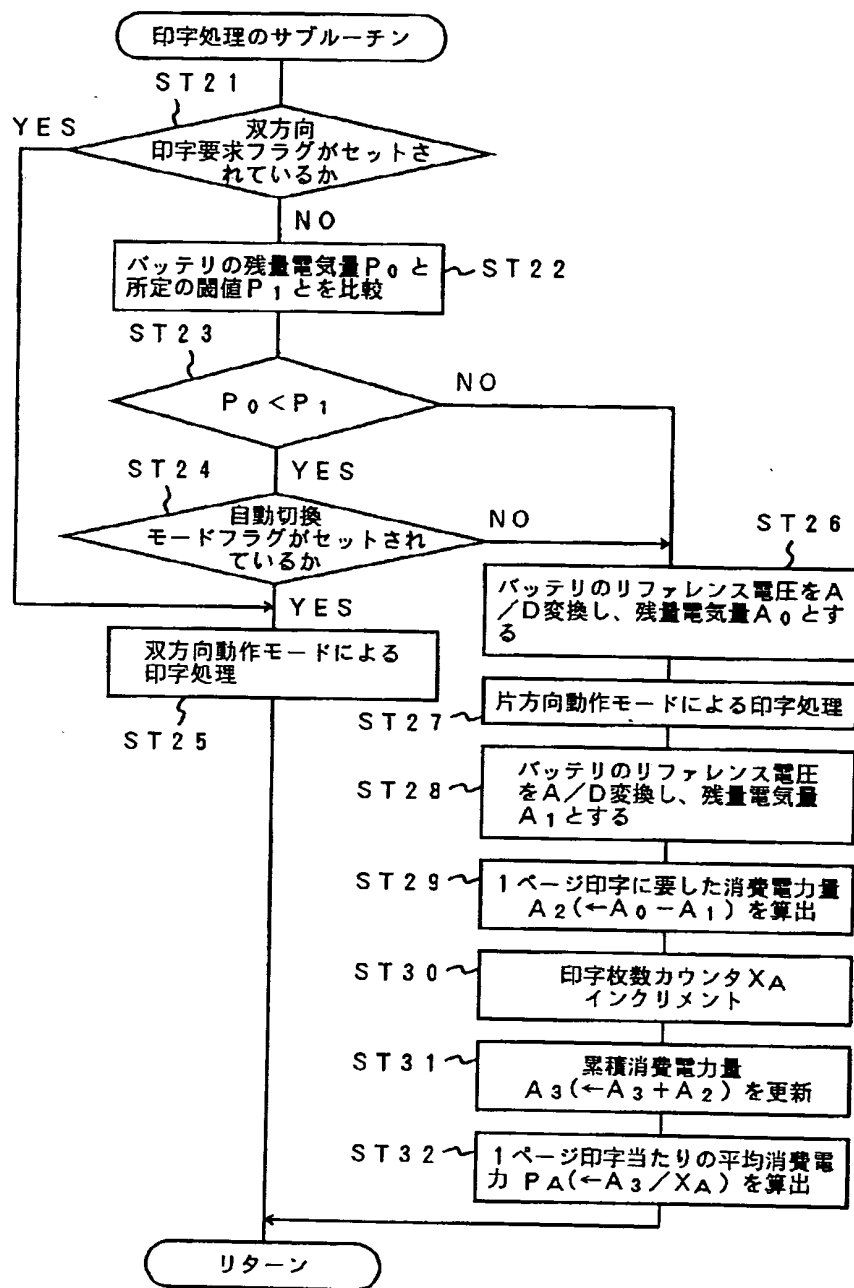 印字処理のサブルーチン
ST21
YES
双方向
印字要求フラグがセットさ
れているか
NO
バッテリの残量電気量P0と
所定の閾値P1とを比較
ST22
ST23
P0<P1
NO
YES
ST24
自動切換
モードフラグがセットされ
ているか
NO
YES
双方向動作モードによる
印字処理
ST25
ST26
バッテリのリファレンス電圧をA
/D変換し、残量電気量A0とす
る
片方向動作モードによる印字処理
ST27
バッテリのリファレンス電圧
をA/D変換し、残量電気量
A1とする
ST28
ST29
1ページ印字に要した消費電力量
A2(←A0-A1)を算出
ST30
印字枚数カウンタXA
インクリメント
ST31
累積消費電力量
A3(←A3+A2)を更新
ST32
1ページ印字当たりの平均消費電
力 PA(←A3/XA)を算出
リターン